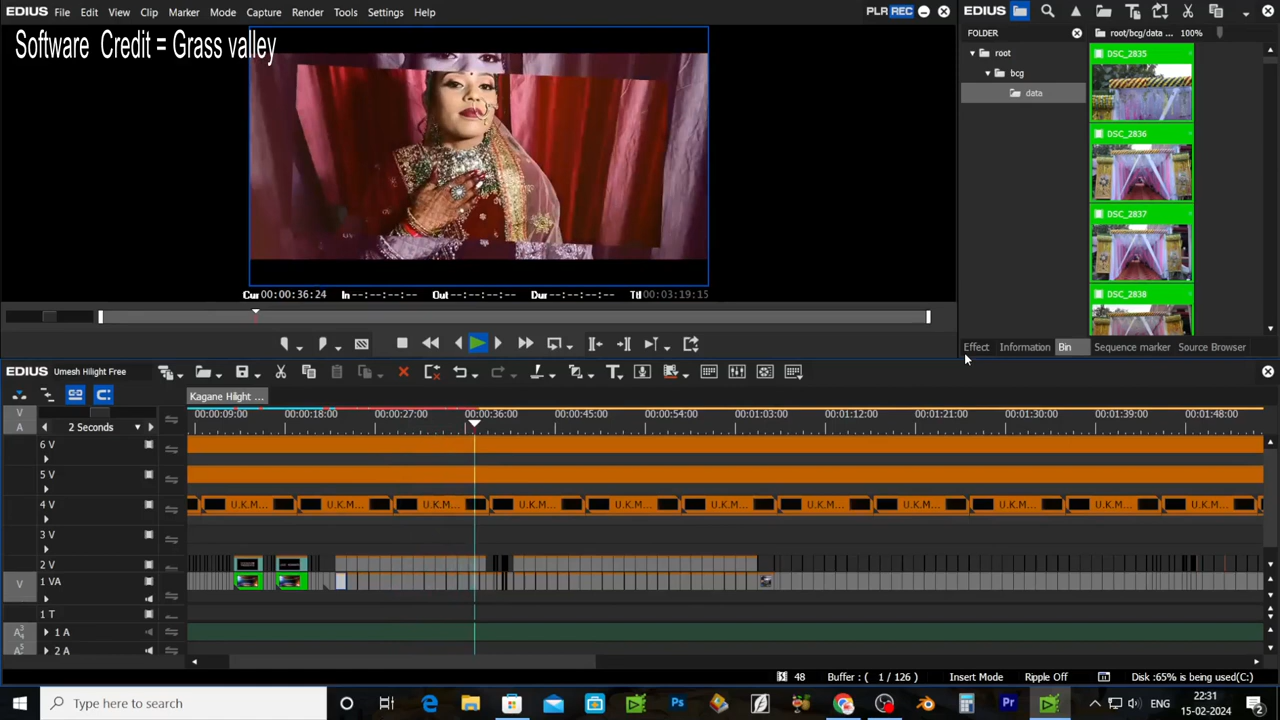 EDIUS File Edit View Clip Marker Mode Capture Render Tools Settings Help PLR REC
Software Credit = Grass valley
EDIUS
FOLDER
root/bcg/data ... 100%
root
bcg
data
DSC_2835
DSC_2836
DSC_2837
DSC_2838
Cur 00:00:36:24 In --:--:--:-- Out --:--:--:-- Dur --:--:--:-- Ttl 00:03:19:15
Effect Information Bin Sequence marker Source Browser
EDIUS Umesh Hilight Free
Kagane Hilight ...
V
A
2 Seconds
00:00:09:00 00:00:18:00 00:00:27:00 00:00:36:00 00:00:45:00 00:00:54:00 00:01:03:00 00:01:12:00 00:01:21:00 00:01:30:00 00:01:39:00 00:01:48:00
6 V
5 V
4 V
U.K.M... U.K.M... U.K.M... U.K.M... U.K.M... U.K.M... U.K.M... U.K.M... U.K.M... U.K.M... U.K.M...
3 V
2 V
V 1 VA
1 T
1 A
2 A
48 Buffer : ( 1 / 126 ) Insert Mode Ripple Off Disk :65% is being used(C:)
Type here to search
Ps
Pr
ENG
22:31
15-02-2024
2